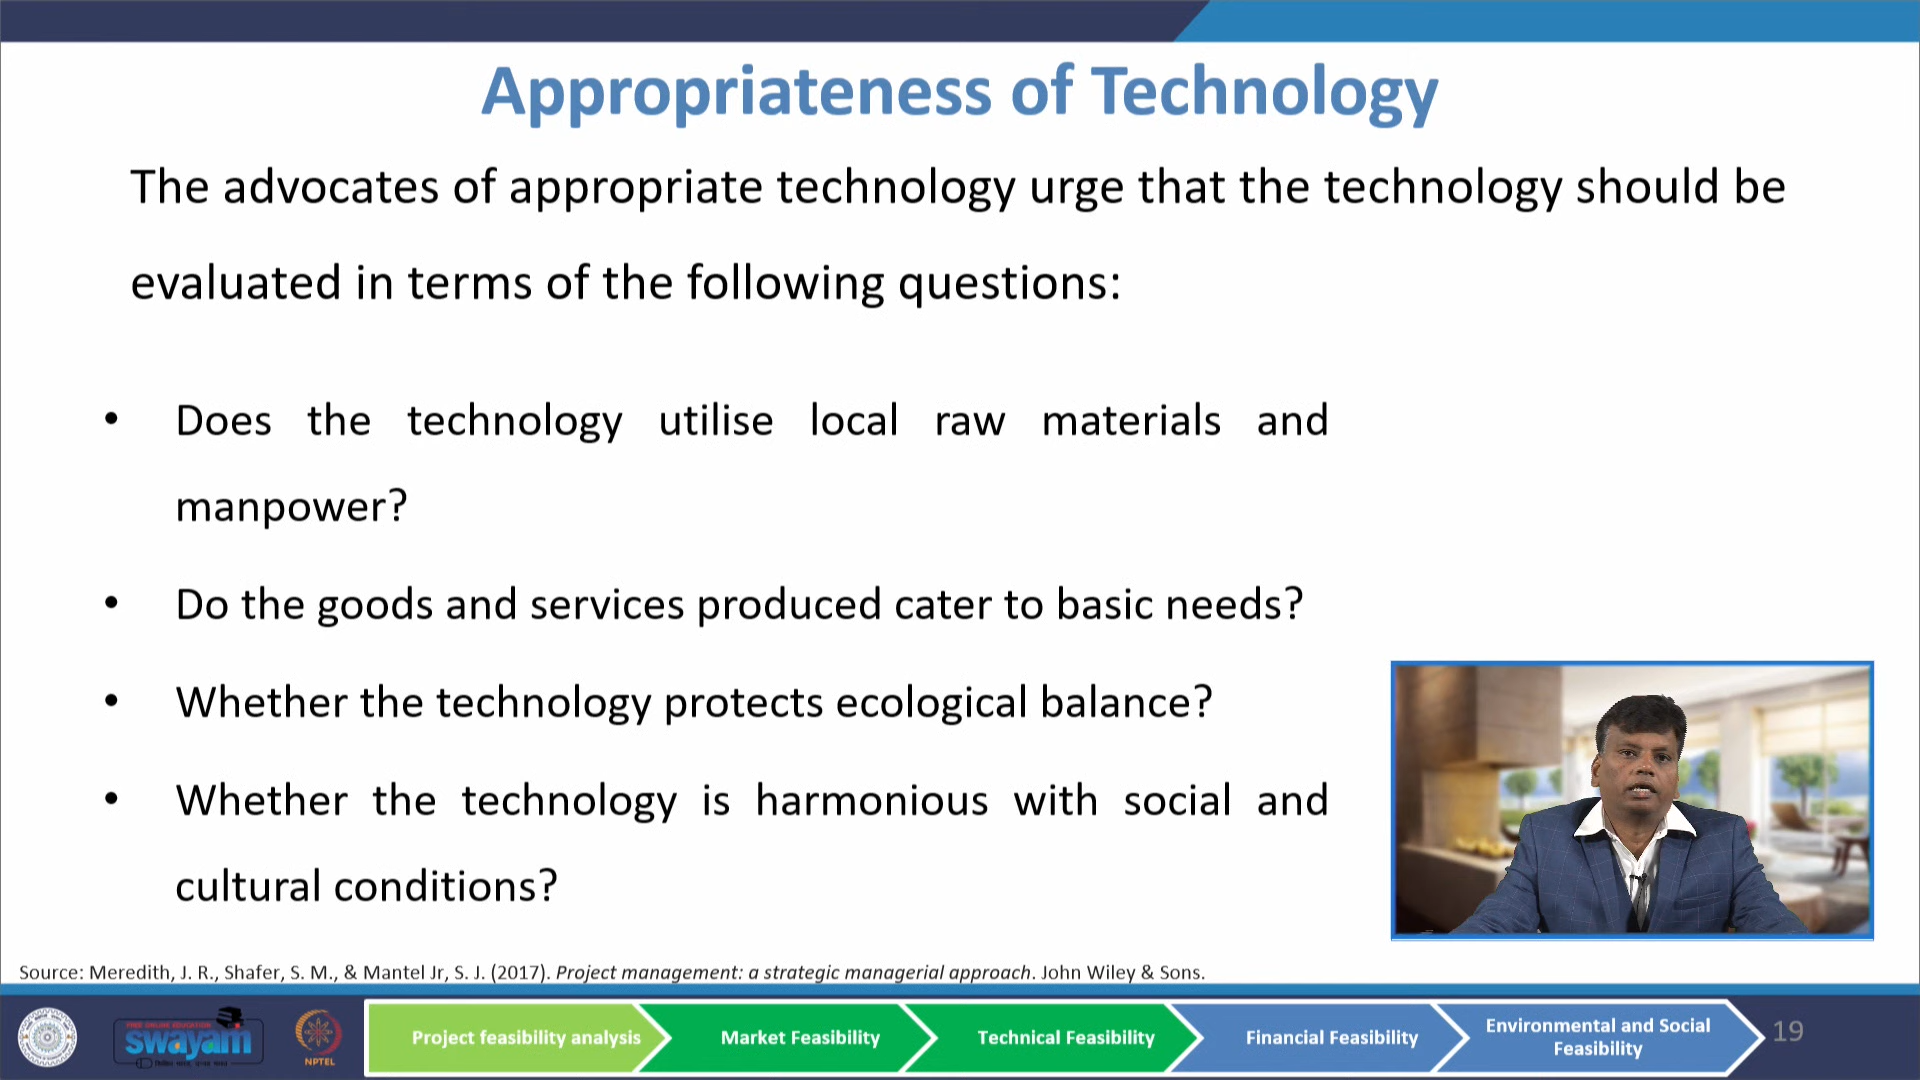 Appropriateness of Technology
The advocates of appropriate technology urge that the technology should be
evaluated in terms of the following questions:
• Does the technology utilise local raw materials and
manpower?
• Do the goods and services produced cater to basic needs?
• Whether the technology protects ecological balance?
• Whether the technology is harmonious with social and
cultural conditions?
Source: Meredith, J. R., Shafer, S. M., & Mantel Jr, S. J. (2017). Project management: a strategic managerial approach. John Wiley & Sons.
FREE ONLINE EDUCATION
swayam
NPTEL
Project feasibility analysis
Market Feasibility
Technical Feasibility
Financial Feasibility
Environmental and Social
Feasibility
19